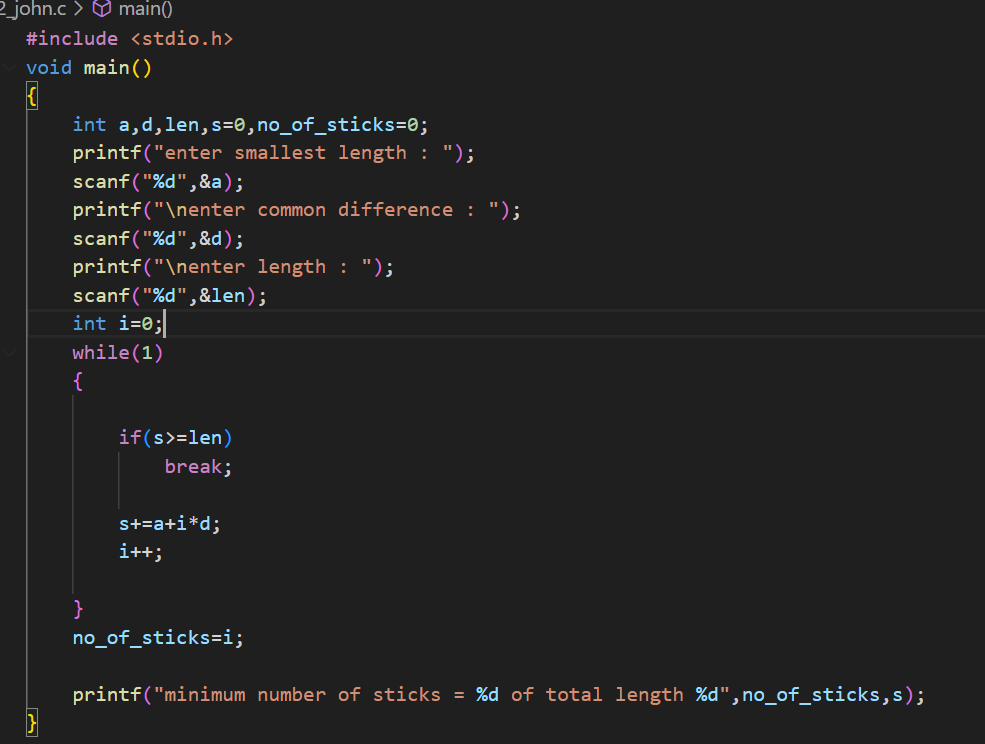 2_john.c > main()
#include <stdio.h>
void main()
{
    int a,d,len,s=0,no_of_sticks=0;
    printf("enter smallest length : ");
    scanf("%d",&a);
    printf("\nenter common difference : ");
    scanf("%d",&d);
    printf("\nenter length : ");
    scanf("%d",&len);
    int i=0;
    while(1)
    {
        if(s>=len)
            break;
        s+=a+i*d;
        i++;
    }
    no_of_sticks=i;
    printf("minimum number of sticks = %d of total length %d",no_of_sticks,s);
}